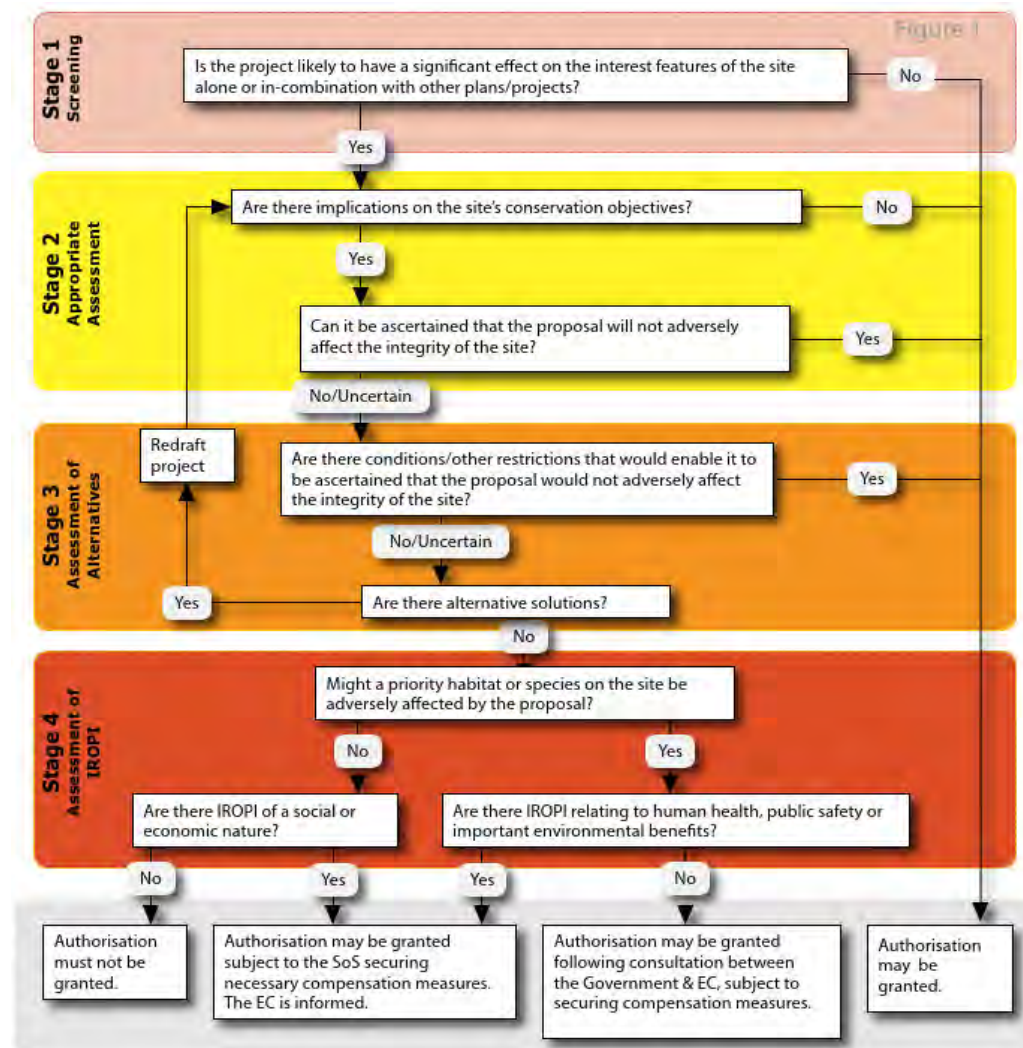 Figure 1
Stage 1
Screening
Is the project likely to have a significant effect on the interest features of the site
alone or in-combination with other plans/projects?
No
Yes
Stage 2
Appropriate
Assessment
Are there implications on the site's conservation objectives?
No
Yes
Can it be ascertained that the proposal will not adversely
affect the integrity of the site?
Yes
No/Uncertain
Stage 3
Assessment of
Alternatives
Redraft
project
Are there conditions/other restrictions that would enable it to
be ascertained that the proposal would not adversely affect
the integrity of the site?
Yes
No/Uncertain
Yes
Are there alternative solutions?
No
Stage 4
Assessment of
IROPI
Might a priority habitat or species on the site be
adversely affected by the proposal?
No
Yes
Are there IROPI of a social or
economic nature?
Are there IROPI relating to human health, public safety or
important environmental benefits?
No
Yes
Yes
No
Authorisation
must not be
granted.
Authorisation may be granted
subject to the SoS securing
necessary compensation measures.
The EC is informed.
Authorisation may be granted
following consultation between
the Government & EC, subject to
securing compensation measures.
Authorisation
may be
granted.